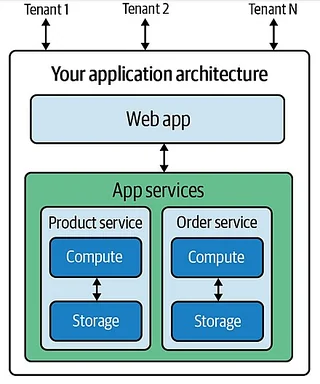 Tenant 1 Tenant 2 Tenant N
Your application architecture
Web app
App services
Product service Order service
Compute Compute
Storage Storage